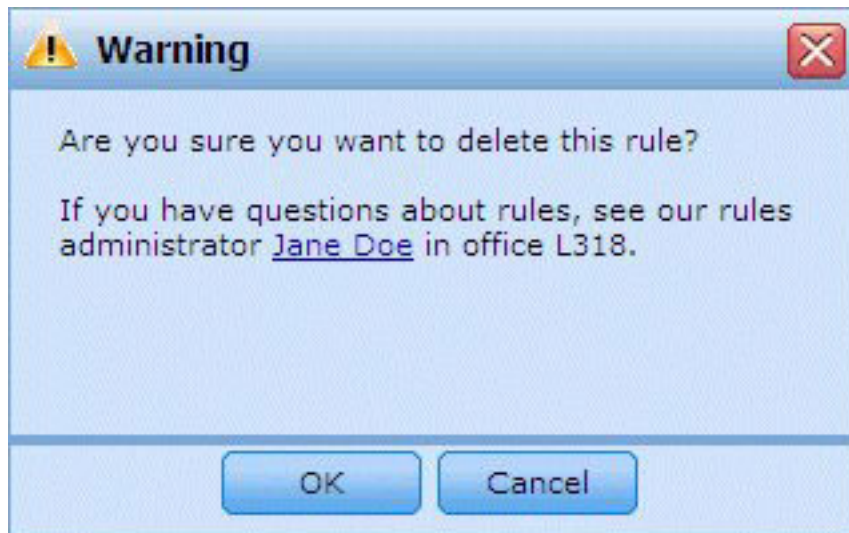 Warning
Are you sure you want to delete this rule?
If you have questions about rules, see our rules
administrator Jane Doe in office L318.
OK
Cancel